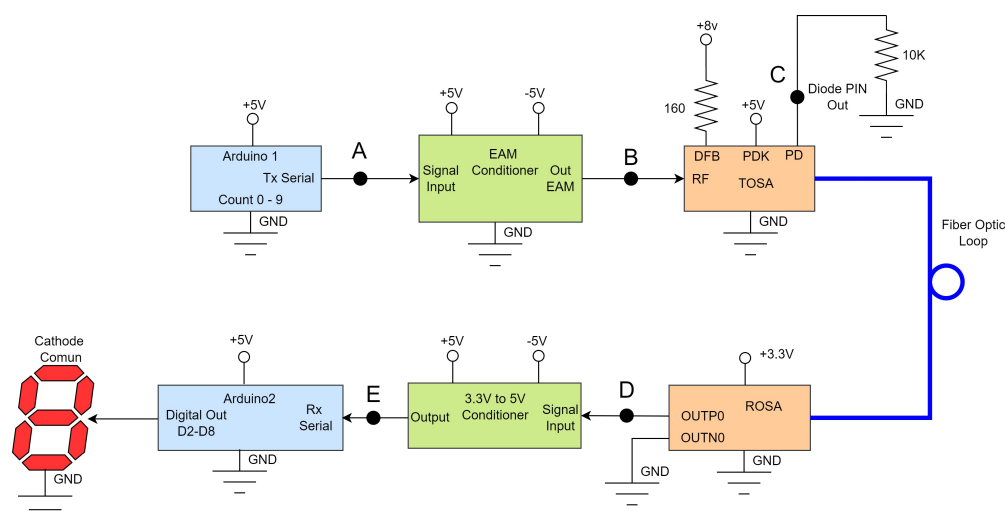 +8v
C
10K
+5V
-5V
160
+5V
Diode PIN
Out
GND
+5V
Arduino 1
Tx Serial
Count 0 - 9
GND
A
EAM
Conditioner
Signal
Input
Out
EAM
GND
B
DFB
PDK
PD
RF
TOSA
GND
Fiber Optic
Loop
Cathode
Comun
GND
+5V
Arduino2
Digital Out
D2-D8
Rx
Serial
GND
E
+5V
-5V
3.3V to 5V
Conditioner
Output
Signal
Input
D
+3.3V
ROSA
OUTP0
OUTN0
GND
GND